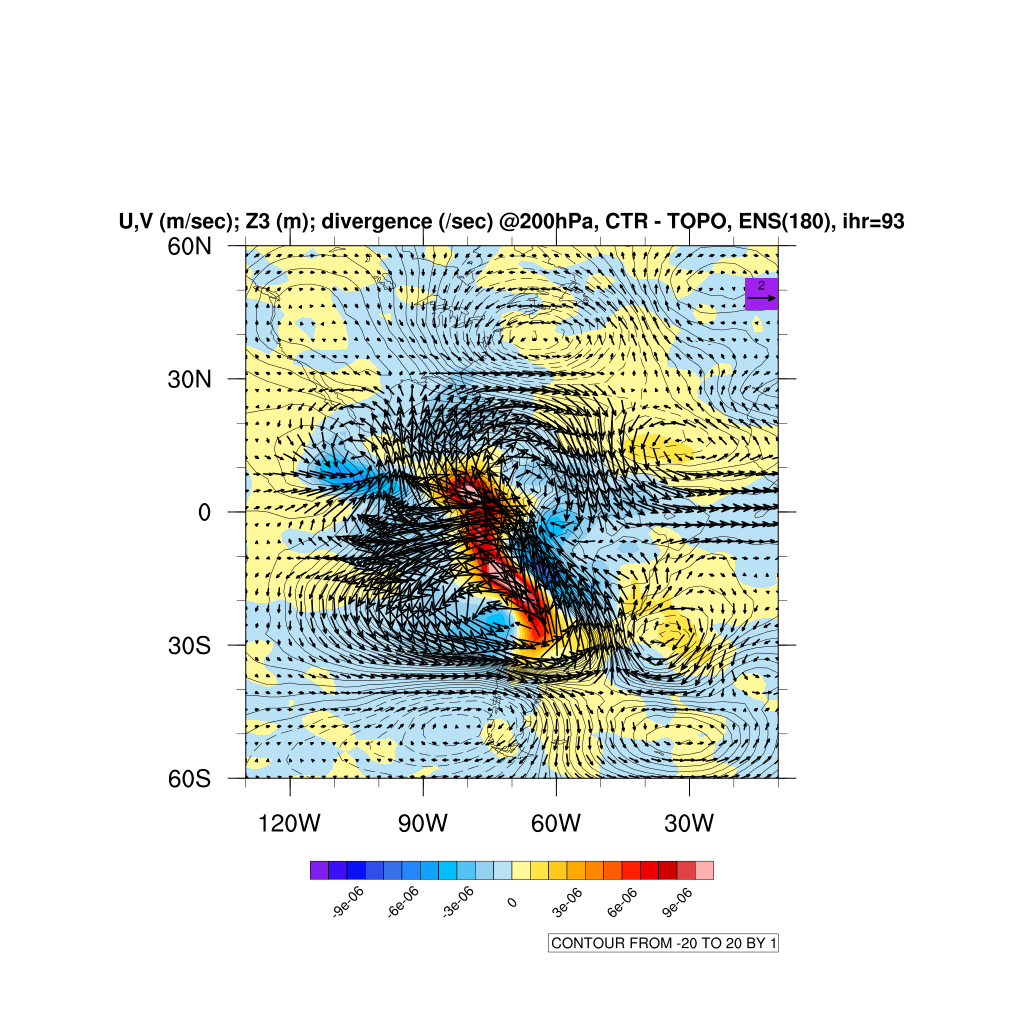 U,V (m/sec); Z3 (m); divergence (/sec) @200hPa, CTR - TOPO, ENS(180), ihr=93
60N
2
30N
0
30S
60S
120W 90W 60W 30W
-9e-06 -6e-06 -3e-06 0 3e-06 6e-06 9e-06
CONTOUR FROM -20 TO 20 BY 1